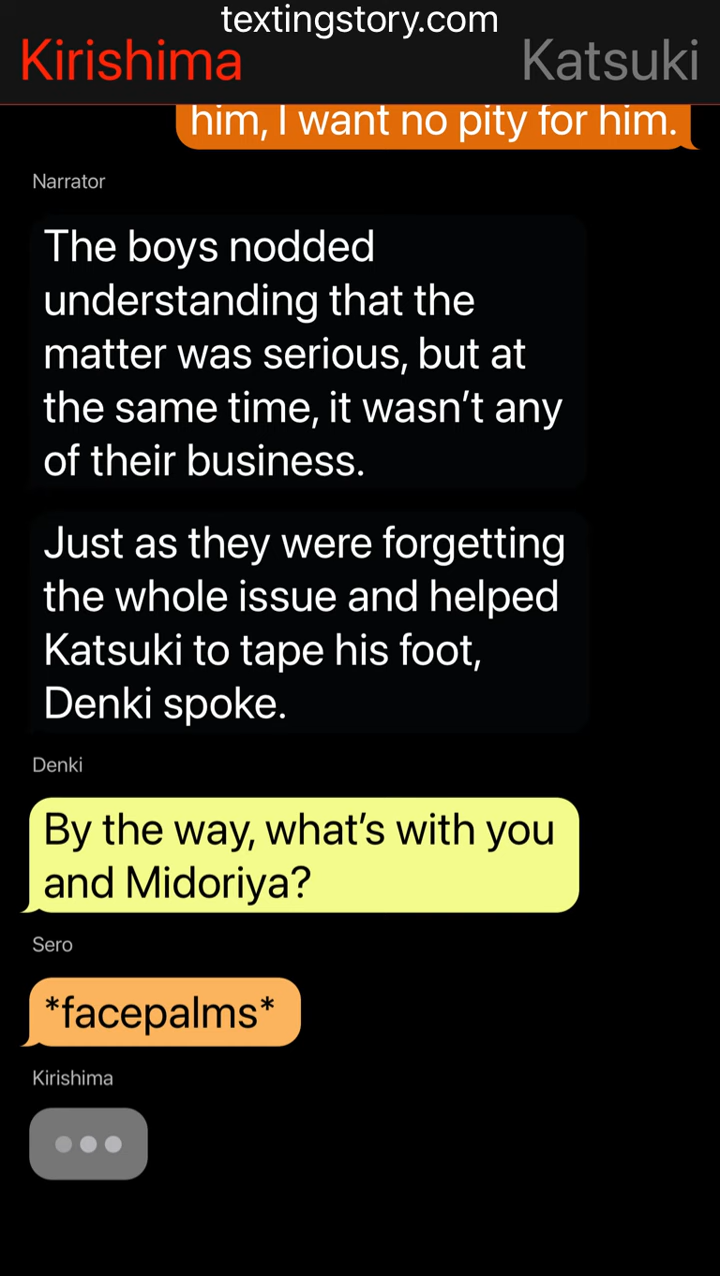 textingstory.com
Kirishima Katsuki
him, I want no pity for him.
Narrator
The boys nodded
understanding that the
matter was serious, but at
the same time, it wasn’t any
of their business.
Just as they were forgetting
the whole issue and helped
Katsuki to tape his foot,
Denki spoke.
Denki
By the way, what’s with you
and Midoriya?
Sero
*facepalms*
Kirishima